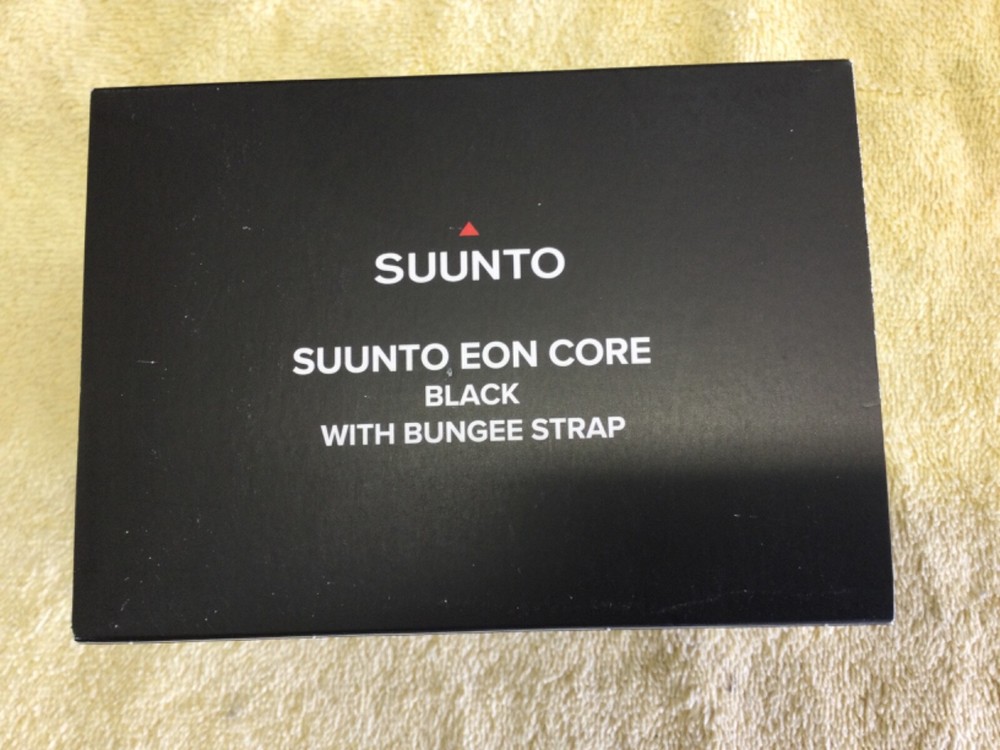 SUUNTO
SUUNTO EON CORE
BLACK
WITH BUNGEE STRAP